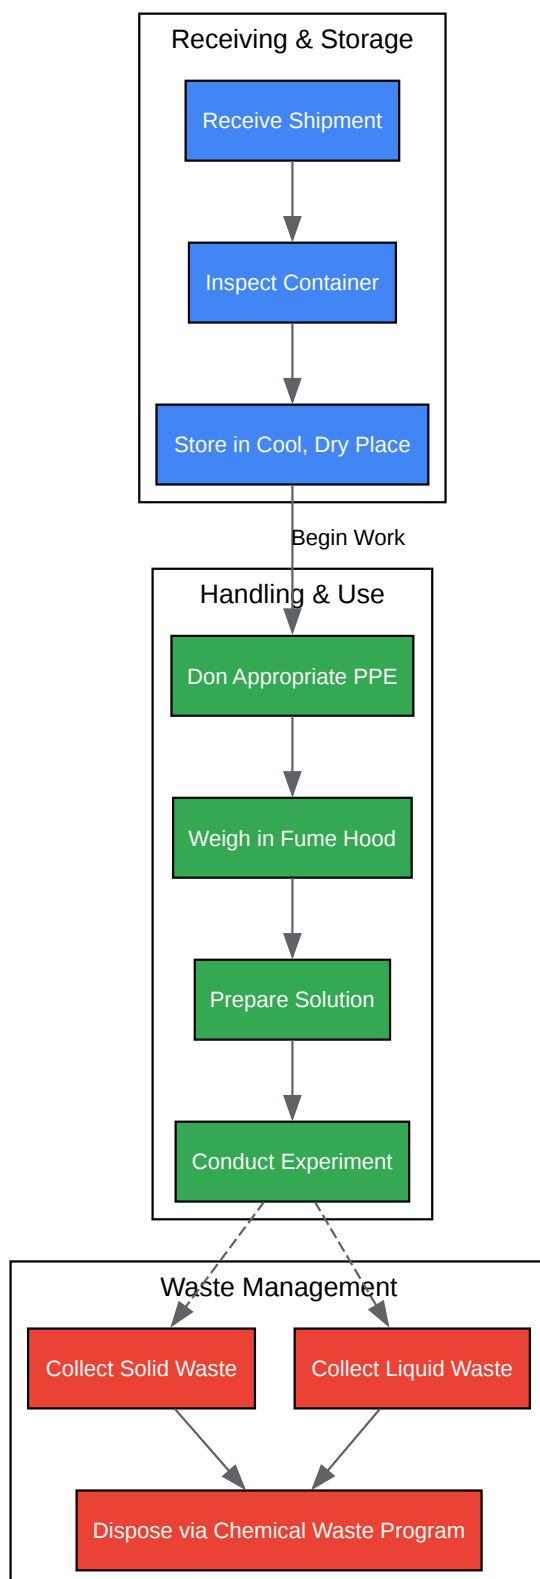 Receiving & Storage
Receive Shipment
Inspect Container
Store in Cool, Dry Place
Begin Work
Handling & Use
Don Appropriate PPE
Weigh in Fume Hood
Prepare Solution
Conduct Experiment
Waste Management
Collect Solid Waste
Collect Liquid Waste
Dispose via Chemical Waste Program